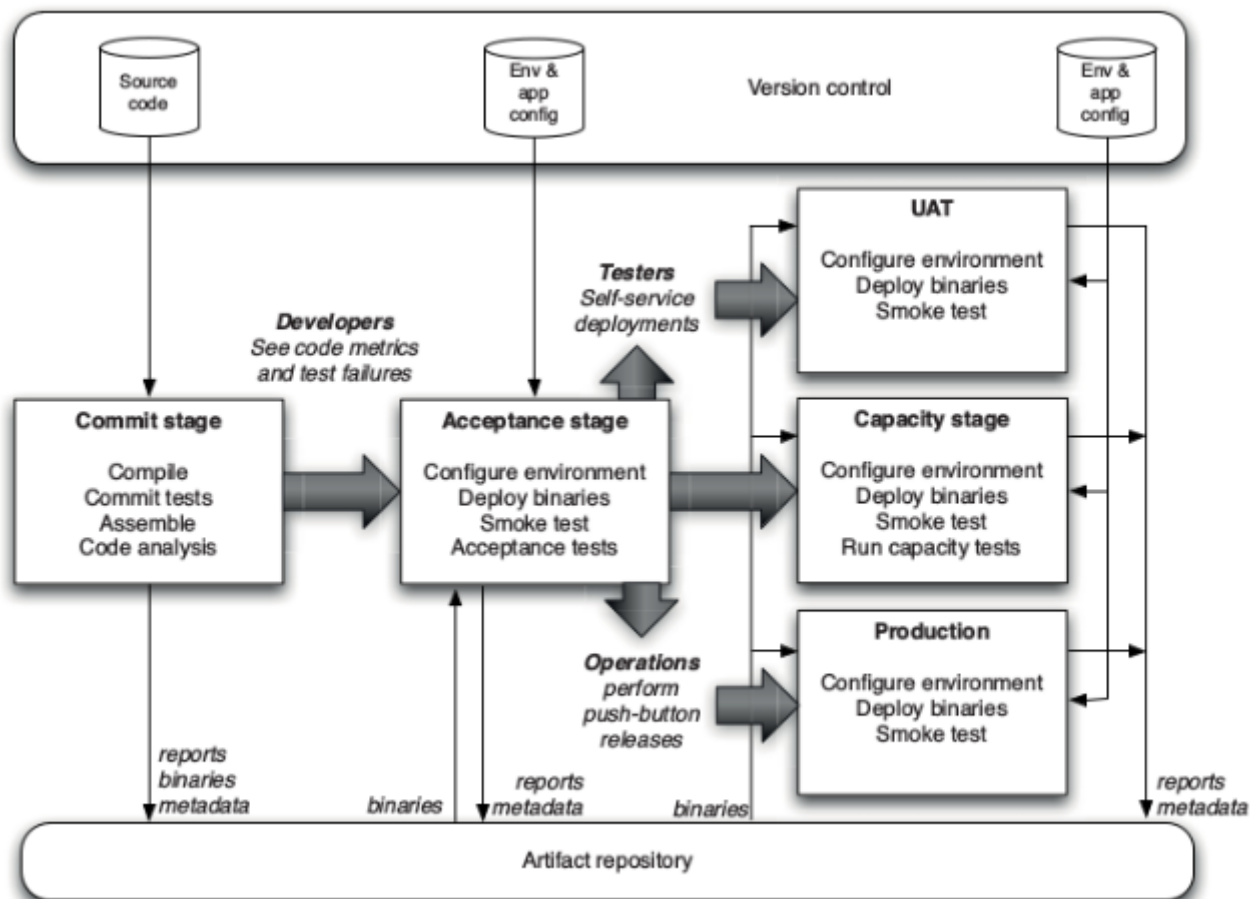 Source
code
Env &
app
config
Version control
Env &
app
config
UAT
Configure environment
Deploy binaries
Smoke test
Testers
Self-service
deployments
Developers
See code metrics
and test failures
Commit stage
Compile
Commit tests
Assemble
Code analysis
Acceptance stage
Configure environment
Deploy binaries
Smoke test
Acceptance tests
Capacity stage
Configure environment
Deploy binaries
Smoke test
Run capacity tests
Operations
perform
push-button
releases
Production
Configure environment
Deploy binaries
Smoke test
reports
binaries
metadata
binaries
reports
metadata
binaries
reports
metadata
Artifact repository